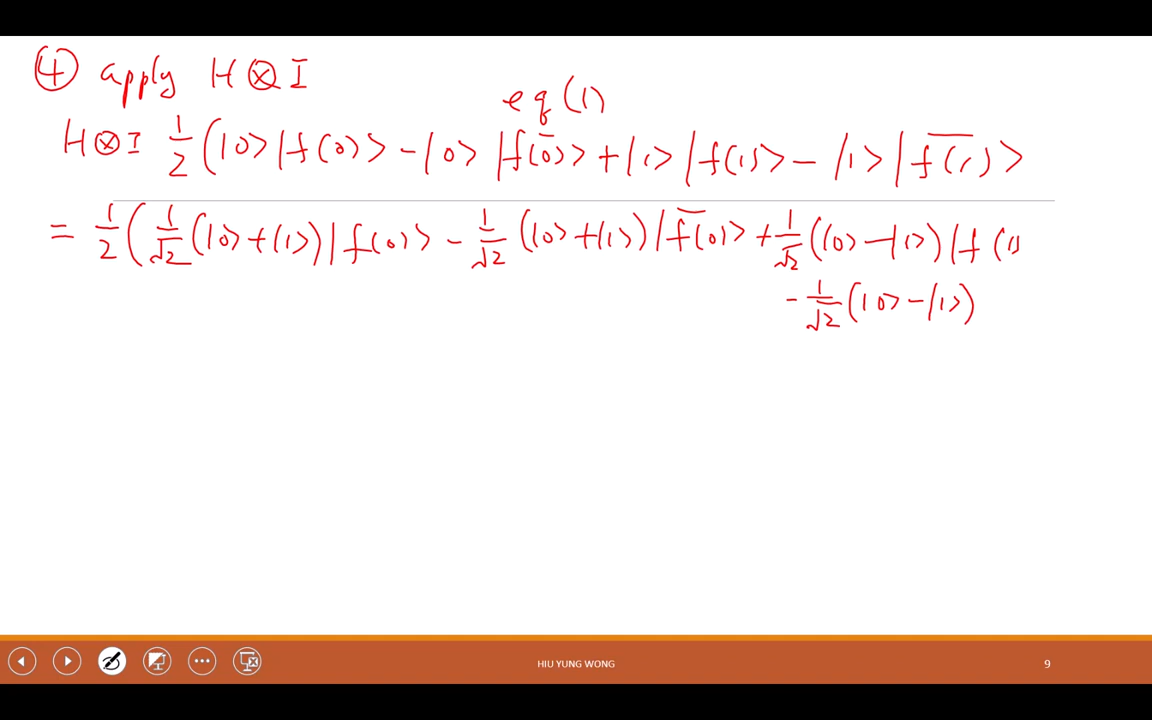 ④ apply H⊗I
eq(1)
H⊗I 1/2 (|0>|f(0)> - |0>|f̅(̅0)> + |1>|f(1)> - |1>|f̅(̅1̅)>
= 1/2 (1/√2 (|0>+|1>)|f(0)> - 1/√2 (|0>+|1>)|f̅(̅0)> + 1/√2 (|0>-|1>)|f(1)
- 1/√2 (|0>-|1>)
HIU YUNG WONG
9